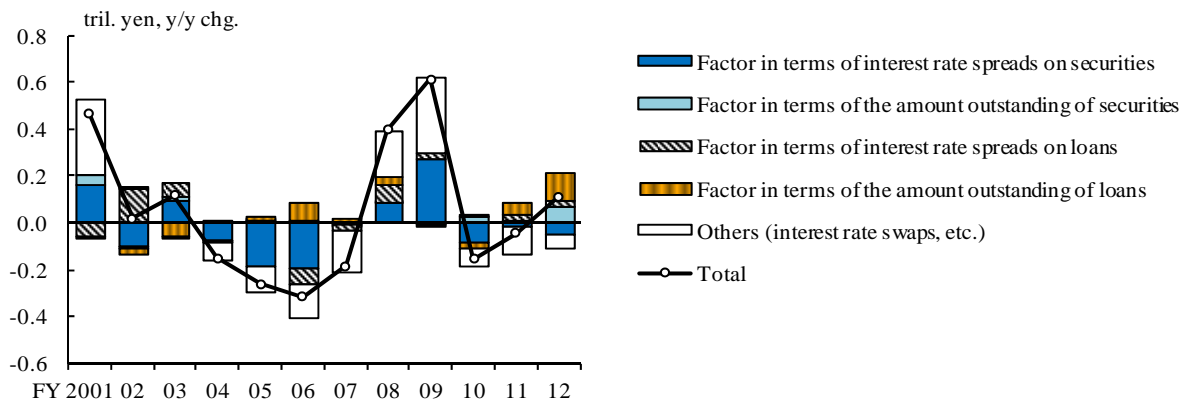 tril. yen, y/y chg.
0.8
0.6
0.4
0.2
0.0
-0.2
-0.4
-0.6
FY 2001 02 03 04 05 06 07 08 09 10 11 12
Factor in terms of interest rate spreads on securities
Factor in terms of the amount outstanding of securities
Factor in terms of interest rate spreads on loans
Factor in terms of the amount outstanding of loans
Others (interest rate swaps, etc.)
Total